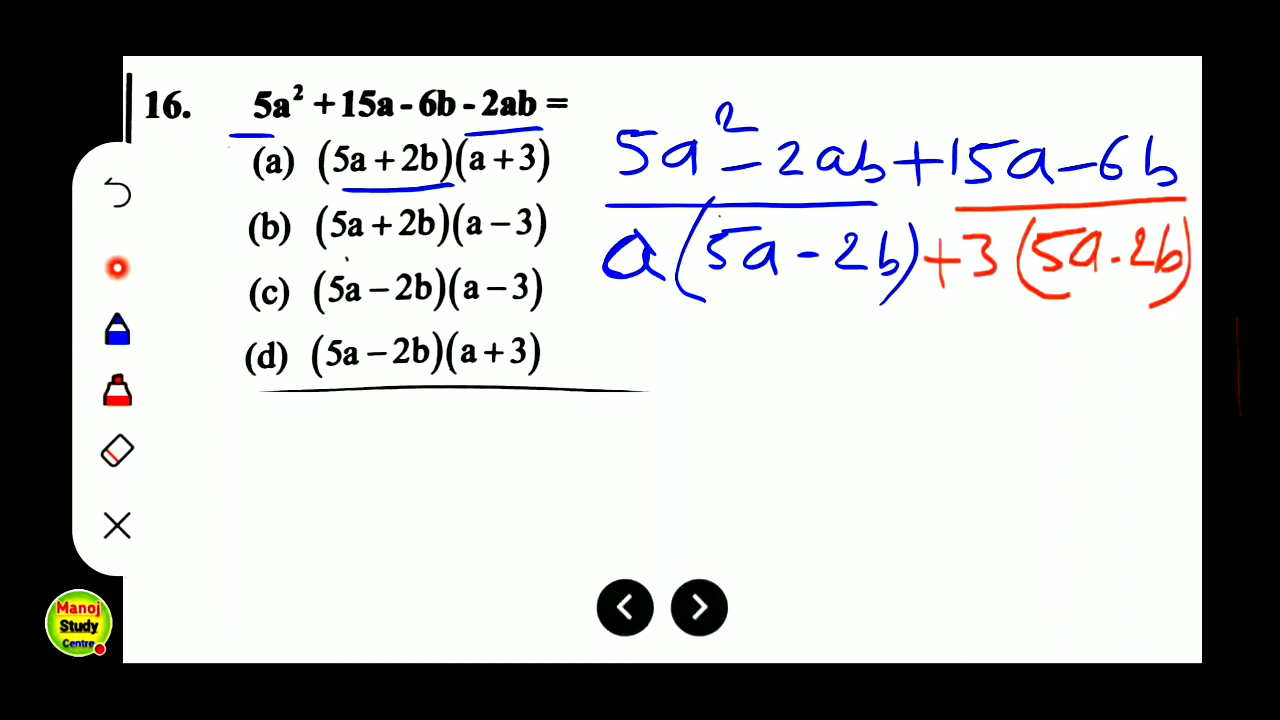 16. 5a² + 15a - 6b - 2ab =
(a) (5a + 2b)(a + 3)
(b) (5a + 2b)(a − 3)
(c) (5a − 2b)(a − 3)
(d) (5a − 2b)(a + 3)
5a² − 2ab + 15a − 6b
a(5a − 2b) + 3(5a - 2b)
Manoj
Study
Centre